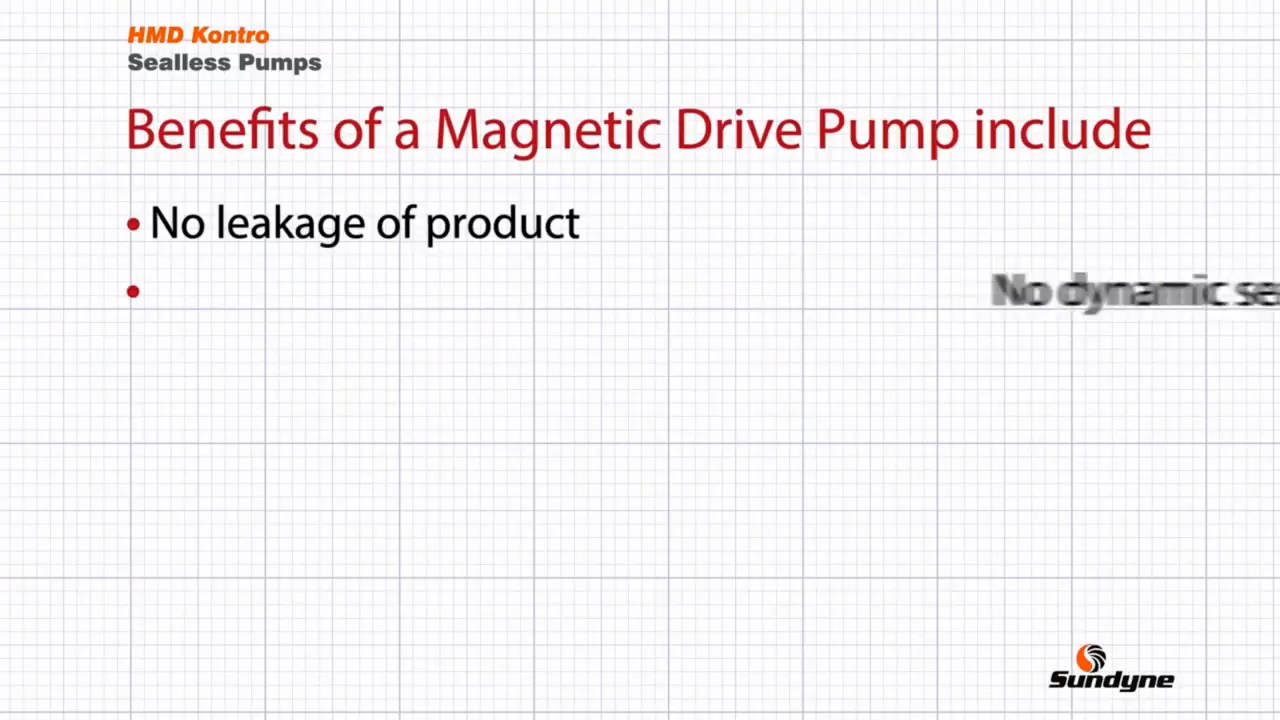 HMD Kontro
Sealless Pumps
Benefits of a Magnetic Drive Pump include
• No leakage of product
• No dynamic se
Sundyne